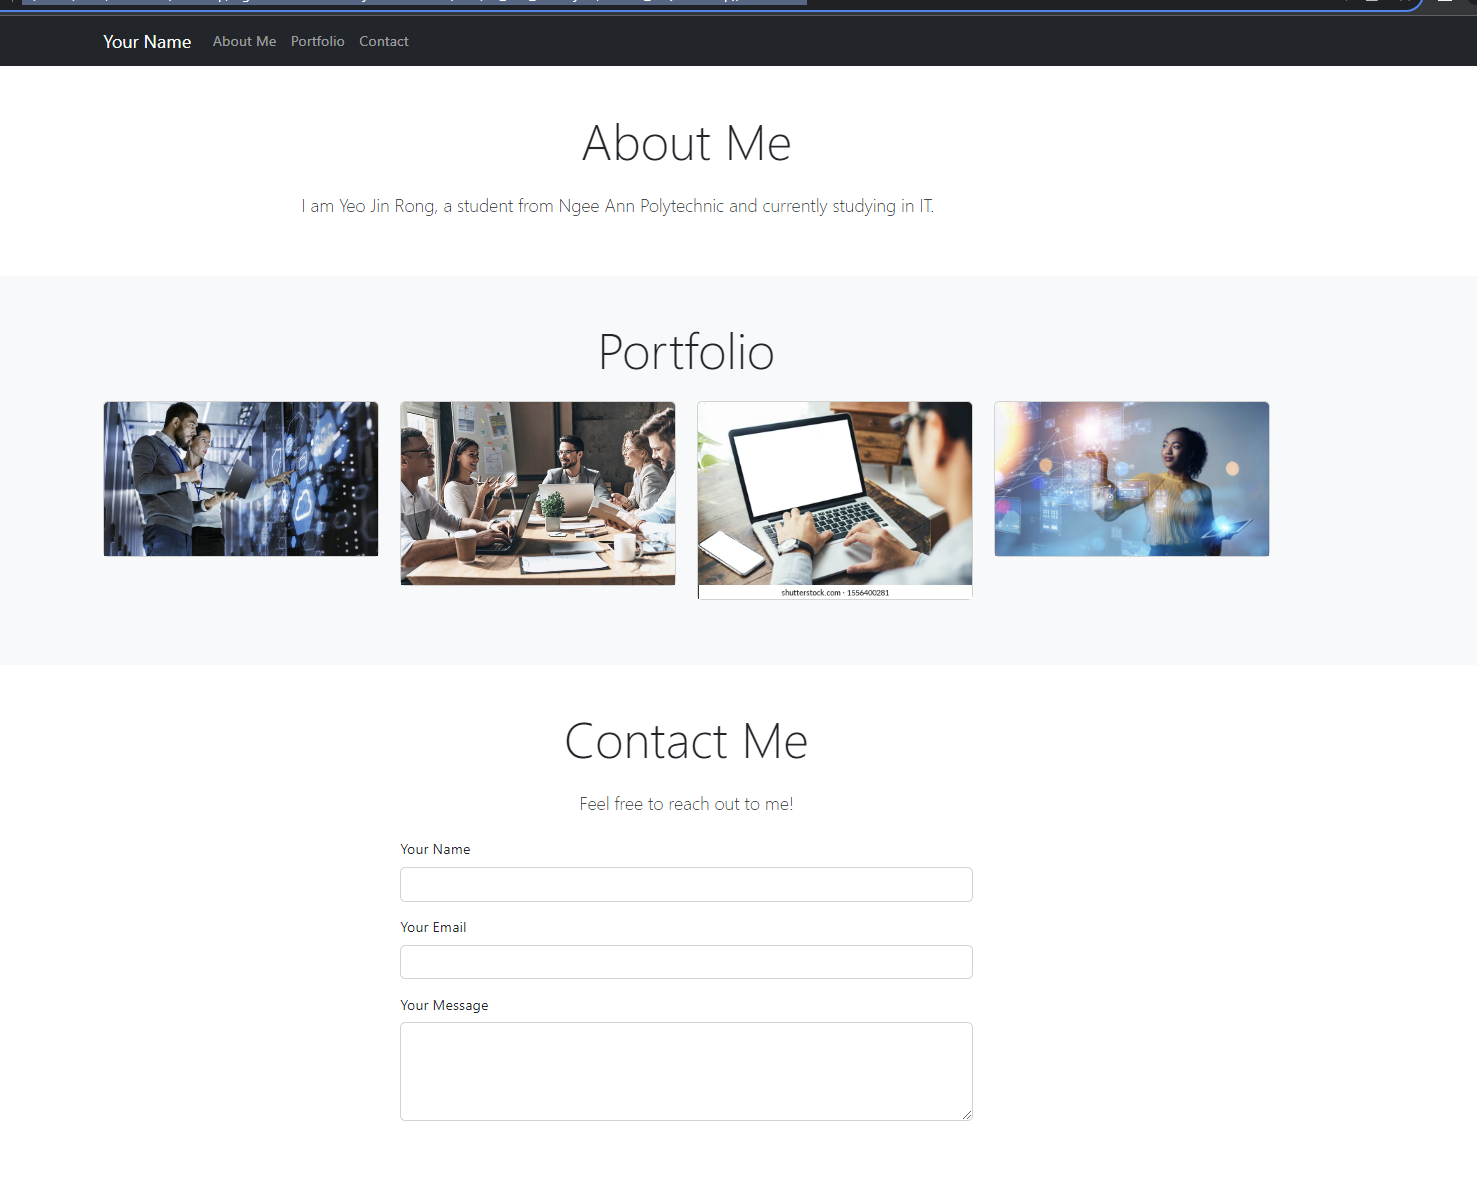 Your Name About Me Portfolio Contact
About Me
I am Yeo Jin Rong, a student from Ngee Ann Polytechnic and currently studying in IT.
Portfolio
shutterstock.com · 1556400281
Contact Me
Feel free to reach out to me!
Your Name
Your Email
Your Message